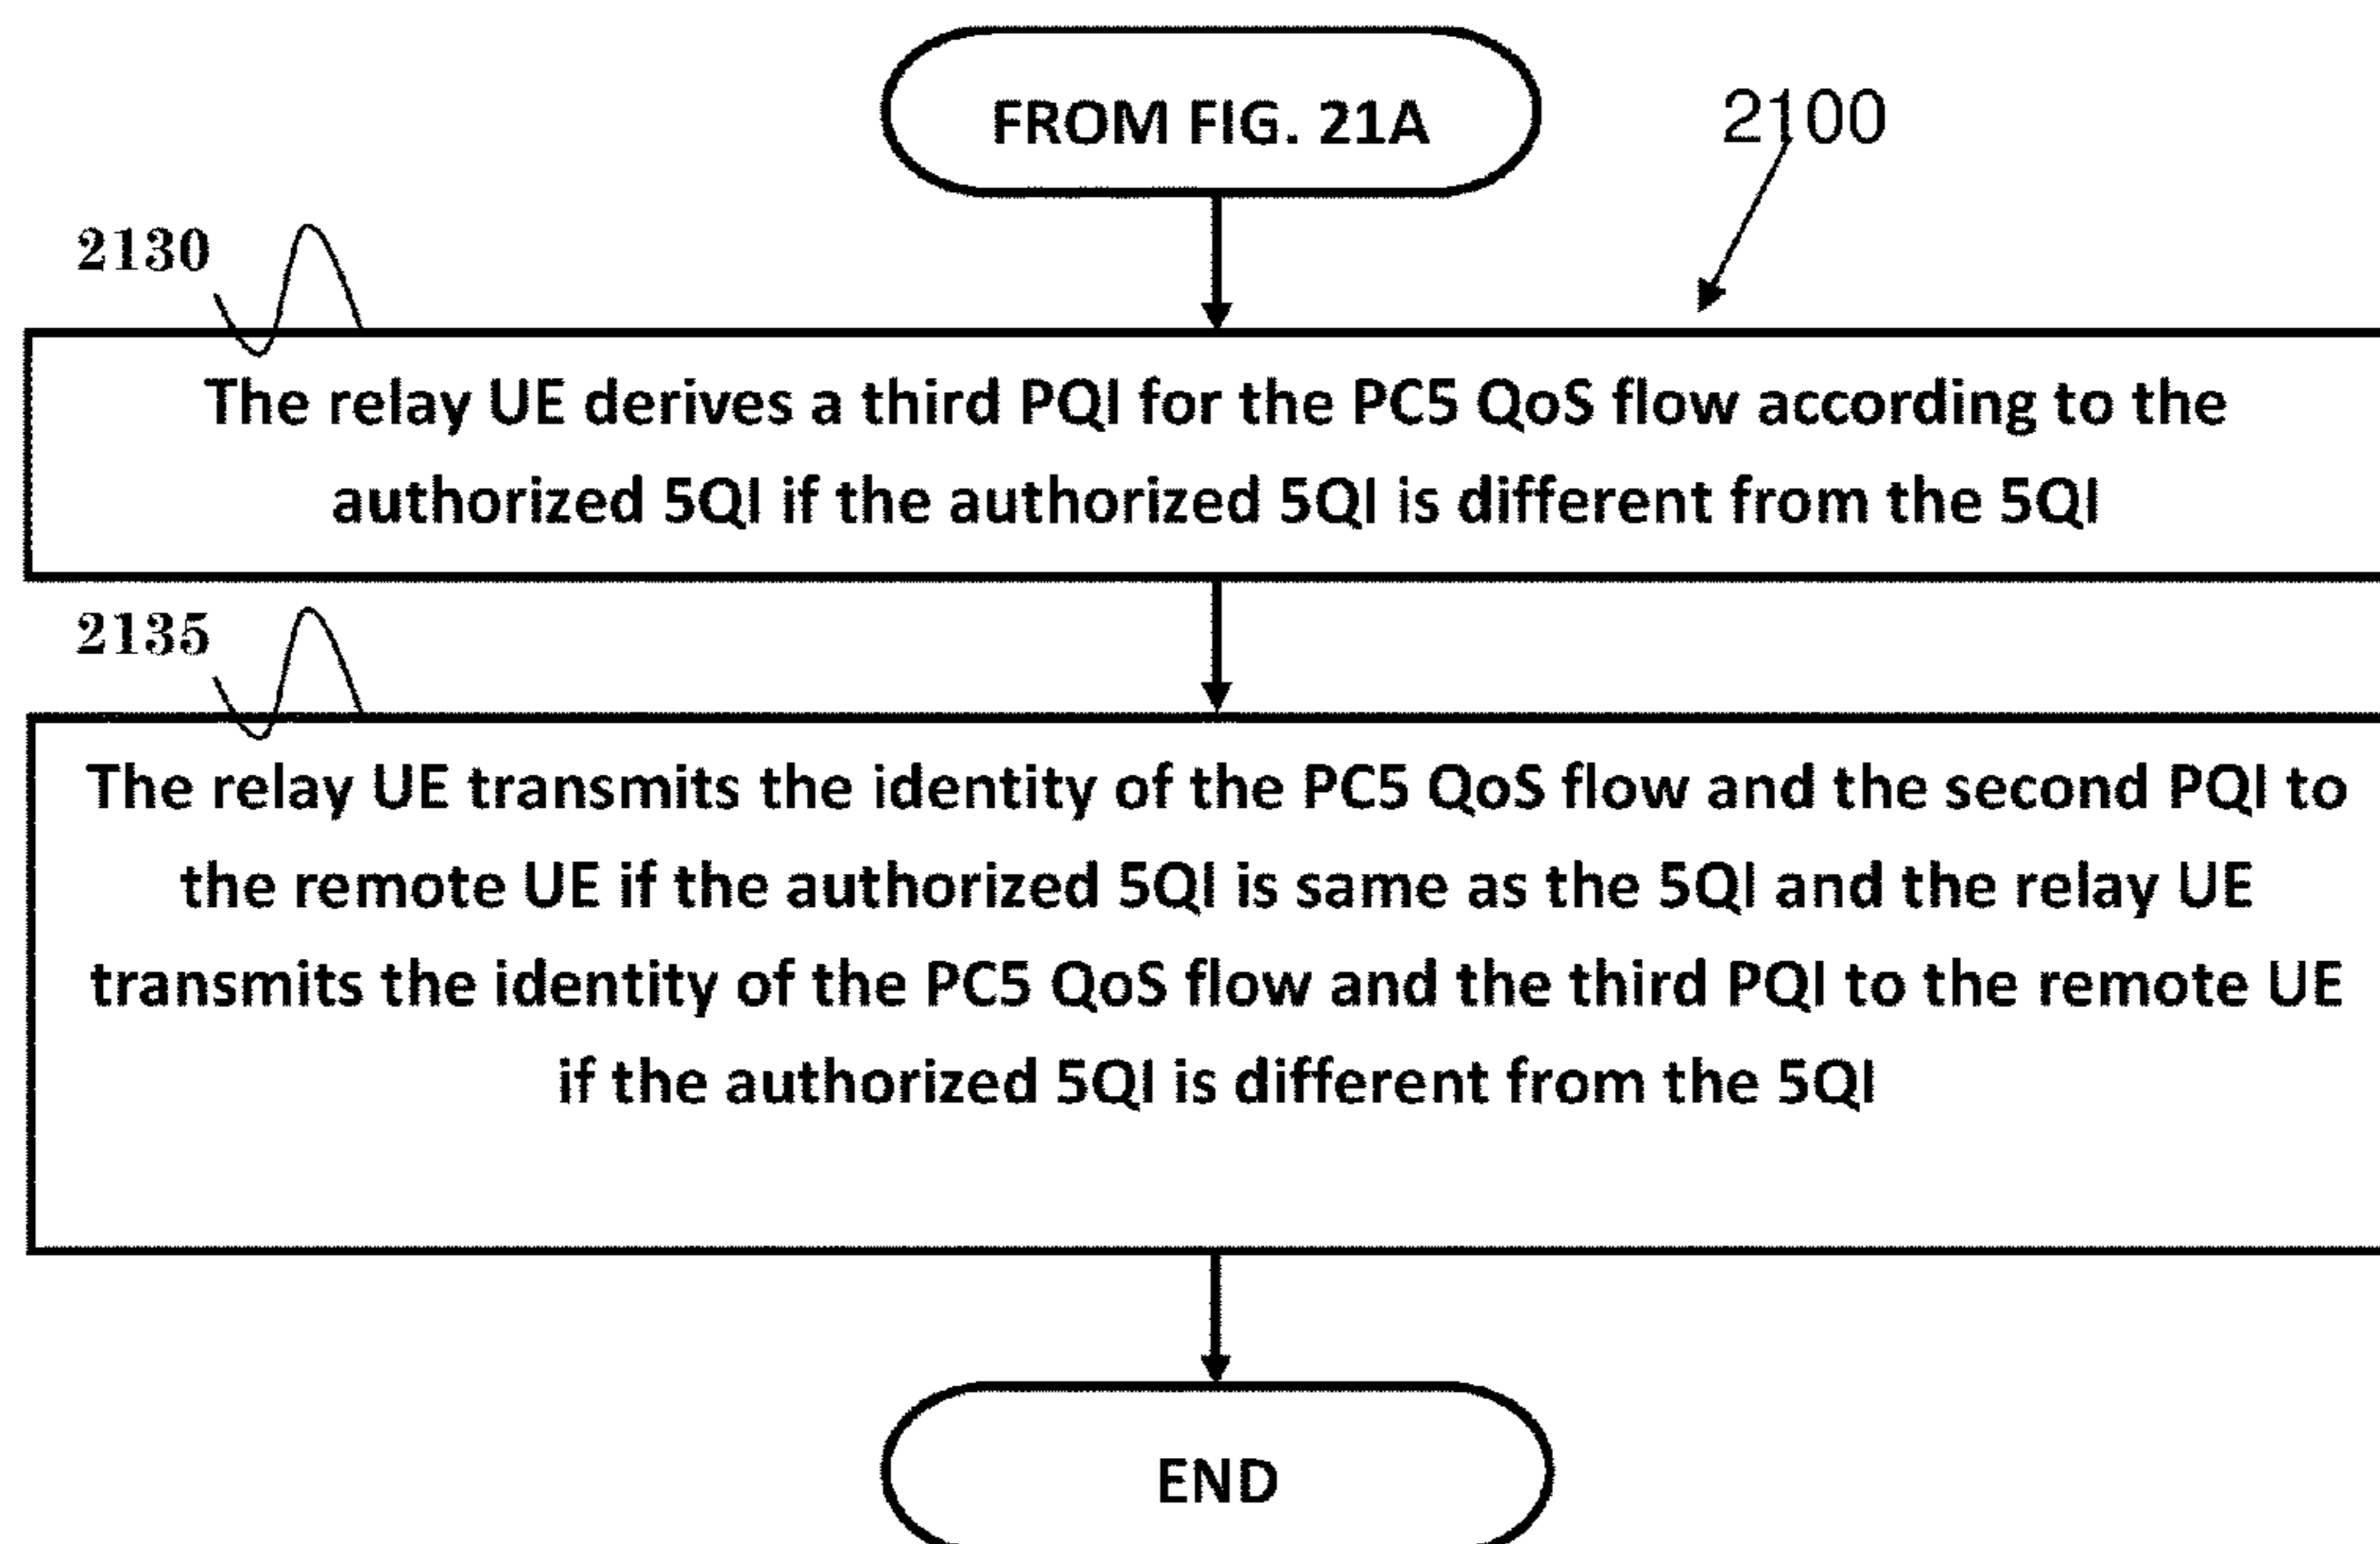 FROM FIG. 21A
2100
2130
The relay UE derives a third PQI for the PC5 QoS flow according to the
authorized 5QI if the authorized 5QI is different from the 5QI
2135
The relay UE transmits the identity of the PC5 QoS flow and the second PQI to
the remote UE if the authorized 5QI is same as the 5QI and the relay UE
transmits the identity of the PC5 QoS flow and the third PQI to the remote UE
if the authorized 5QI is different from the 5QI
END